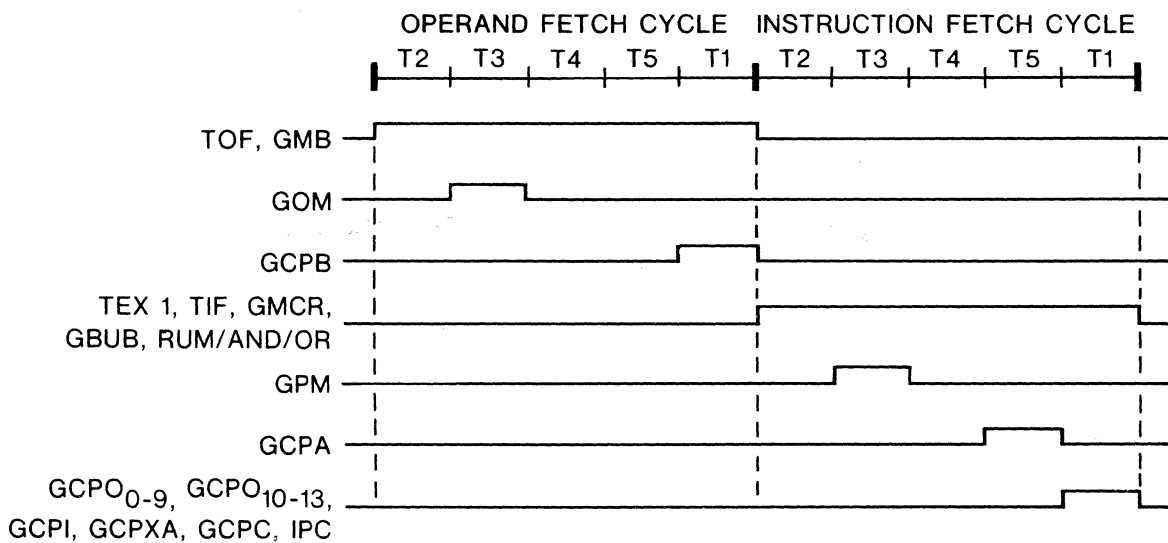 OPERAND FETCH CYCLE INSTRUCTION FETCH CYCLE
T2 T3 T4 T5 T1 T2 T3 T4 T5 T1
TOF, GMB
GOM
GCPB
TEX 1, TIF, GMCR,
GBUB, RUM/AND/OR
GPM
GCPA
GCPO0-9, GCPO10-13,
GCPI, GCPXA, GCPC, IPC